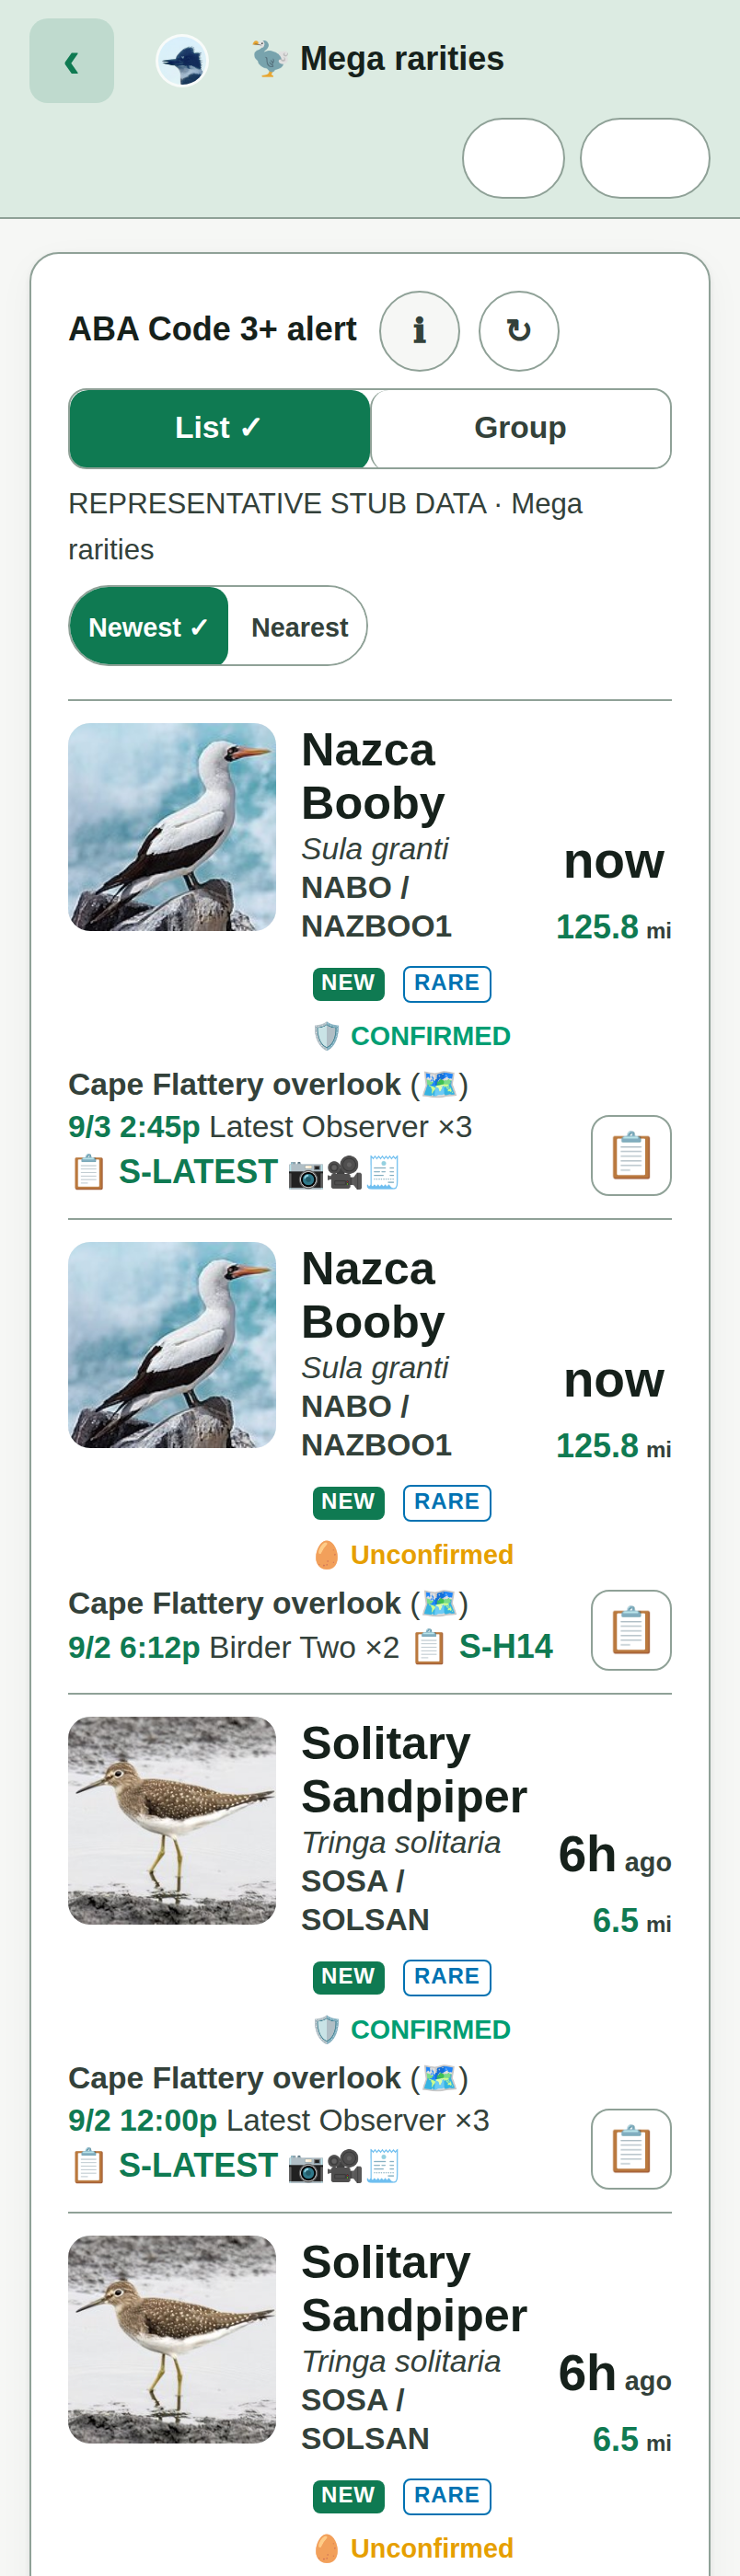 ‹ 🦤 Mega rarities
ABA Code 3+ alert ℹ ↻
List ✓ Group
REPRESENTATIVE STUB DATA · Mega
rarities
Newest ✓ Nearest
Nazca
Booby
Sula granti
NABO /
NAZBOO1
now
125.8 mi
NEW RARE
🛡️ CONFIRMED
Cape Flattery overlook (🗺️)
9/3 2:45p Latest Observer ×3
📋 S-LATEST 📷🎥🧾
📋
Nazca
Booby
Sula granti
NABO /
NAZBOO1
now
125.8 mi
NEW RARE
🥚 Unconfirmed
Cape Flattery overlook (🗺️)
9/2 6:12p Birder Two ×2 📋 S-H14
📋
Solitary
Sandpiper
Tringa solitaria
SOSA /
SOLSAN
6h ago
6.5 mi
NEW RARE
🛡️ CONFIRMED
Cape Flattery overlook (🗺️)
9/2 12:00p Latest Observer ×3
📋 S-LATEST 📷🎥🧾
📋
Solitary
Sandpiper
Tringa solitaria
SOSA /
SOLSAN
6h ago
6.5 mi
NEW RARE
🥚 Unconfirmed